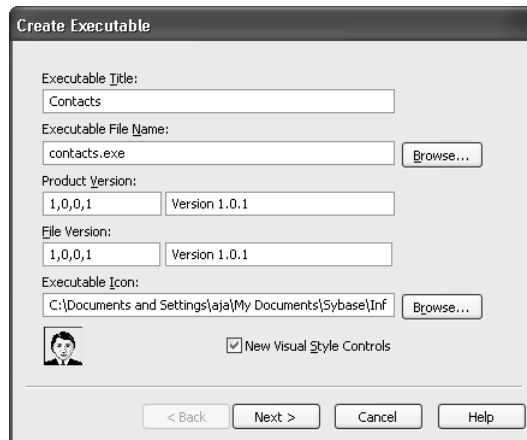 Create Executable
Executable Title:
Contacts
Executable File Name:
contacts.exe
Browse...
Product Version:
1,0,0,1
Version 1.0.1
File Version:
1,0,0,1
Version 1.0.1
Executable Icon:
C:\Documents and Settings\aja\My Documents\Sybase\Inf
Browse...
New Visual Style Controls
< Back
Next >
Cancel
Help